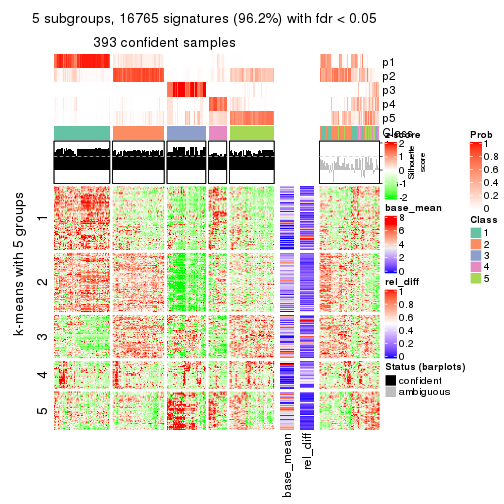 5 subgroups, 16765 signatures (96.2%) with fdr < 0.05
393 confident samples
p1
p2
p3
p4
p5
Class
z-score
2
1
0
-1
-2
Silhouette
score
Prob
1
0.8
0.6
0.4
0.2
0
base_mean
8
6
4
2
0
Class
1
2
3
4
5
rel_diff
1
0.8
0.6
0.4
0.2
0
Status (barplots)
confident
ambiguous
k-means with 5 groups
1
2
3
4
5
base_mean
rel_diff